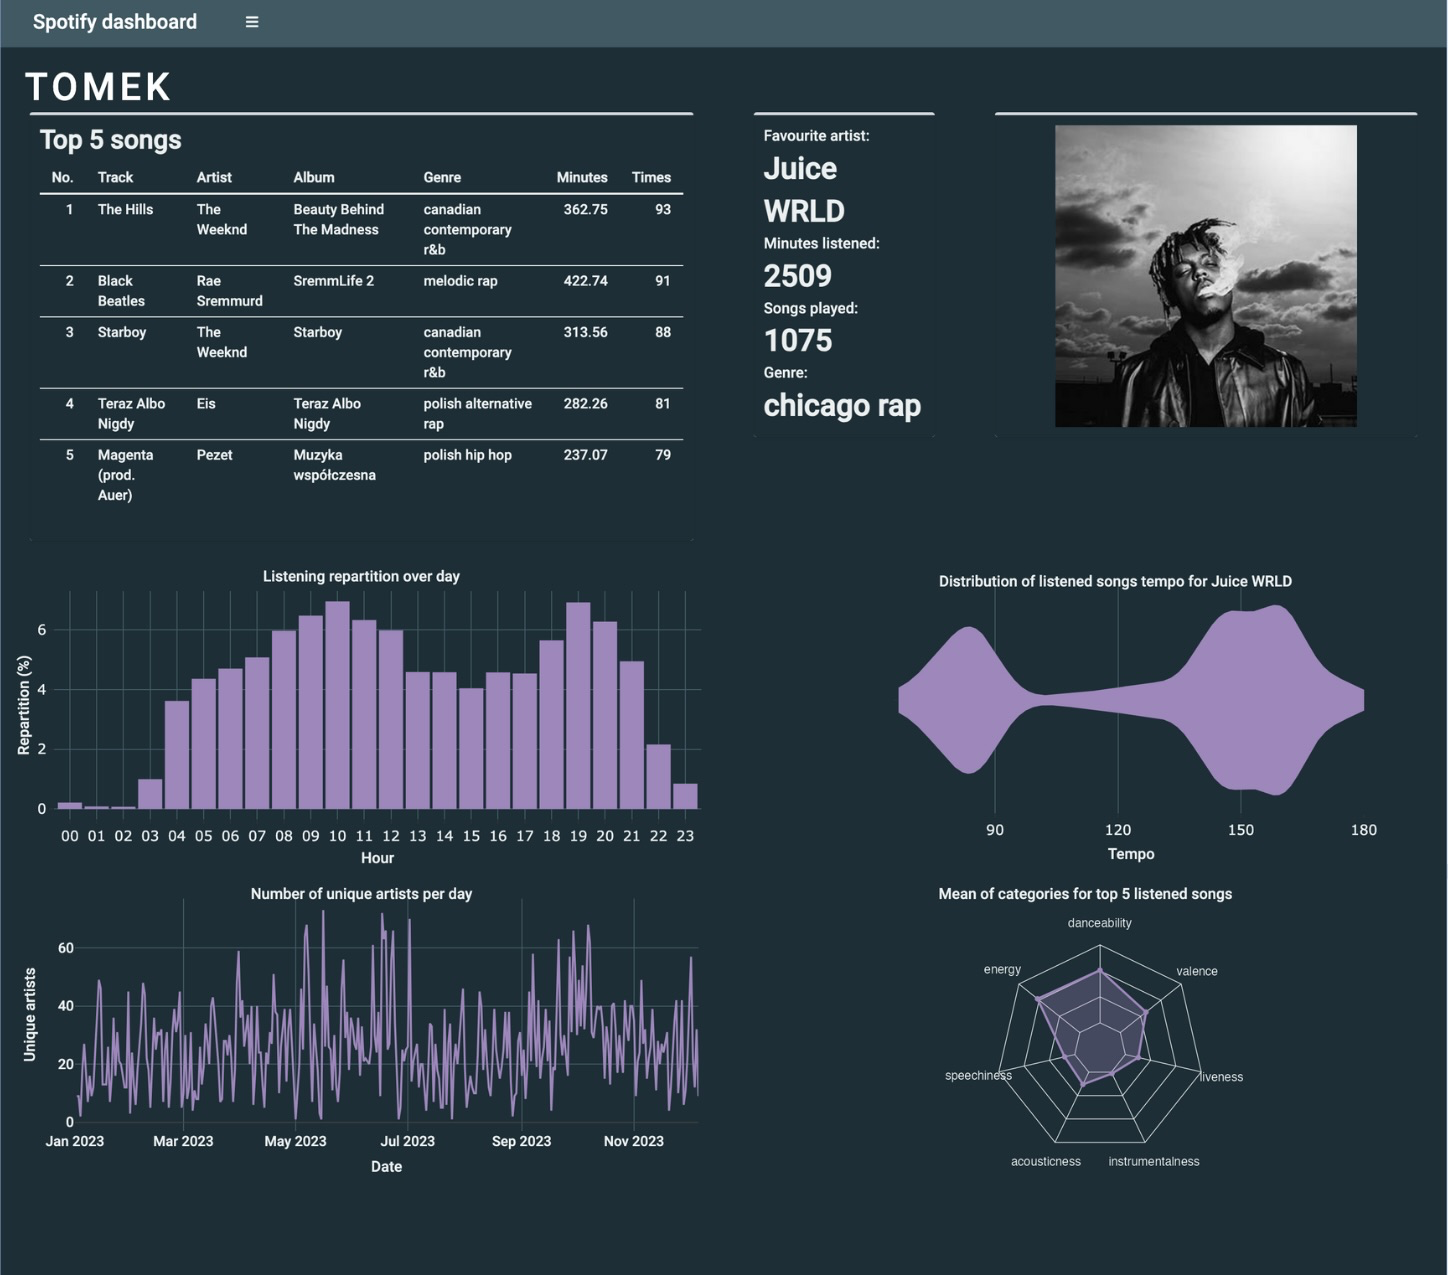 Spotify dashboard
TOMEK
Top 5 songs
No. Track Artist Album Genre Minutes Times
1 The Hills The Beauty Behind canadian 362.75 93
Weeknd The Madness contemporary
r&b
2 Black Rae SremmLife 2 melodic rap 422.74 91
Beatles Sremmurd
3 Starboy The Starboy canadian 313.56 88
Weeknd contemporary
r&b
4 Teraz Albo Eis Teraz Albo polish alternative 282.26 81
Nigdy Nigdy rap
5 Magenta Pezet Muzyka polish hip hop 237.07 79
(prod. współczesna
Auer)
Favourite artist:
Juice
WRLD
Minutes listened:
2509
Songs played:
1075
Genre:
chicago rap
Listening repartition over day
Repartition (%)
6
4
2
0
00 01 02 03 04 05 06 07 08 09 10 11 12 13 14 15 16 17 18 19 20 21 22 23
Hour
Distribution of listened songs tempo for Juice WRLD
90 120 150 180
Tempo
Number of unique artists per day
Unique artists
60
40
20
0
Jan 2023 Mar 2023 May 2023 Jul 2023 Sep 2023 Nov 2023
Date
Mean of categories for top 5 listened songs
danceability
energy valence
speechiness liveness
acousticness instrumentalness